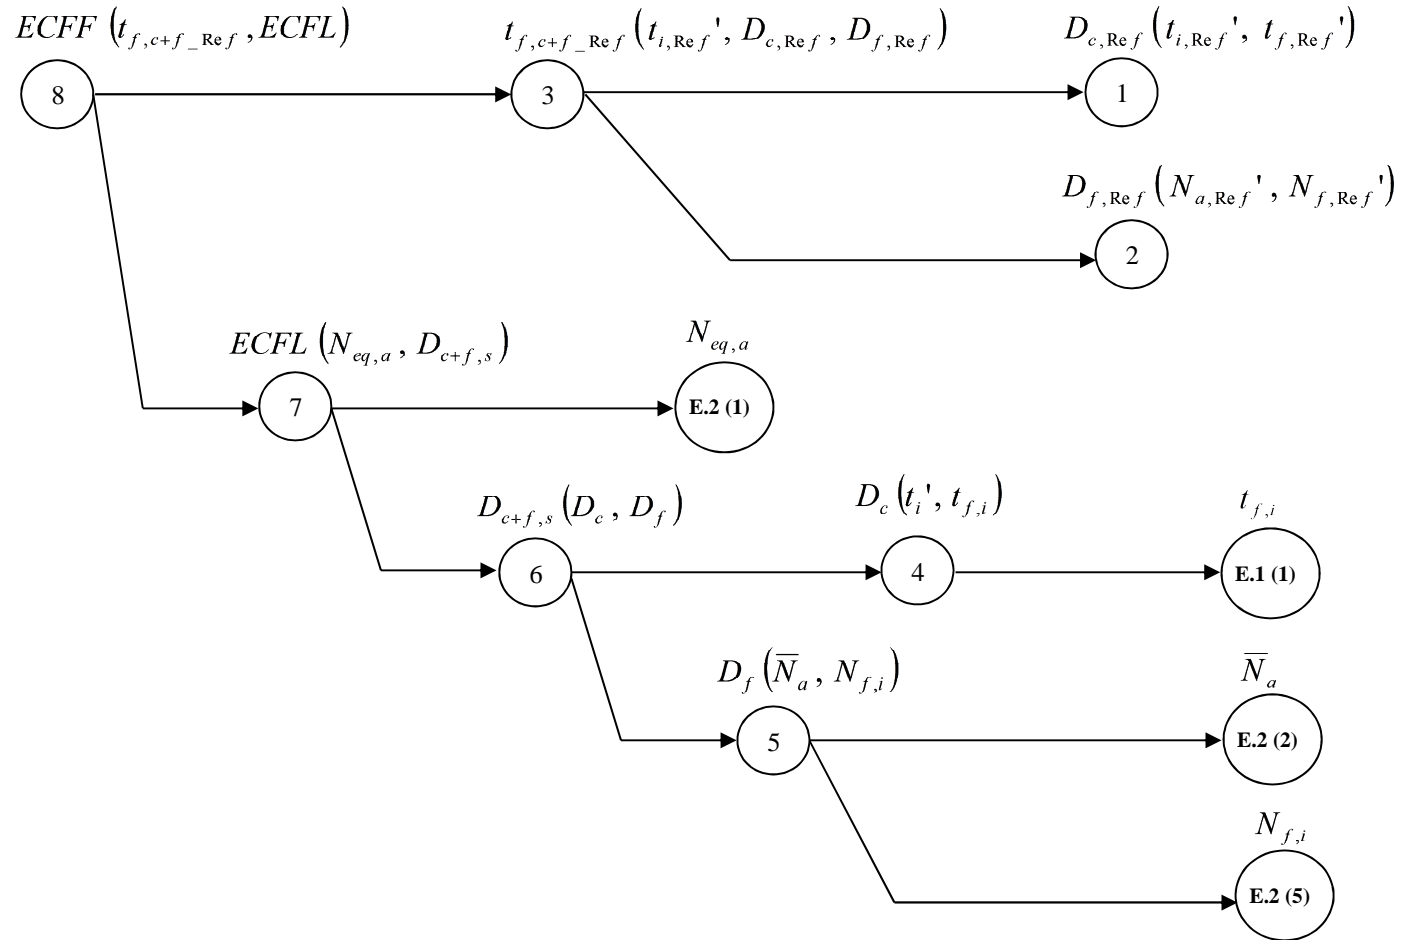 ECFF (t_{f,c+f_Ref}, ECFL)
t_{f,c+f_Ref} (t_{i,Ref}', D_{c,Ref}, D_{f,Ref})
D_{c,Ref} (t_{i,Ref}', t_{f,Ref}')
8
3
1
D_{f,Ref} (N_{a,Ref}', N_{f,Ref}')
2
ECFL (N_{eq,a}, D_{c+f,s})
N_{eq,a}
7
E.2 (1)
D_{c+f,s} (D_c, D_f)
D_c (t_i', t_{f,i})
t_{f,i}
6
4
E.1 (1)
D_f (N̅_a, N_{f,i})
N̅_a
5
E.2 (2)
N_{f,i}
E.2 (5)